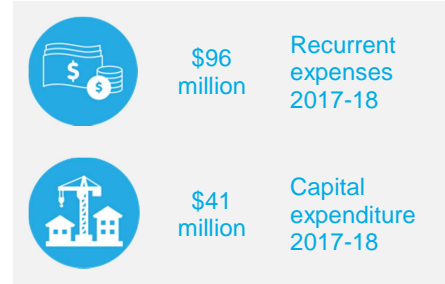 $
$
$96
million
Recurrent
expenses
2017-18
$41
million
Capital
expenditure
2017-18